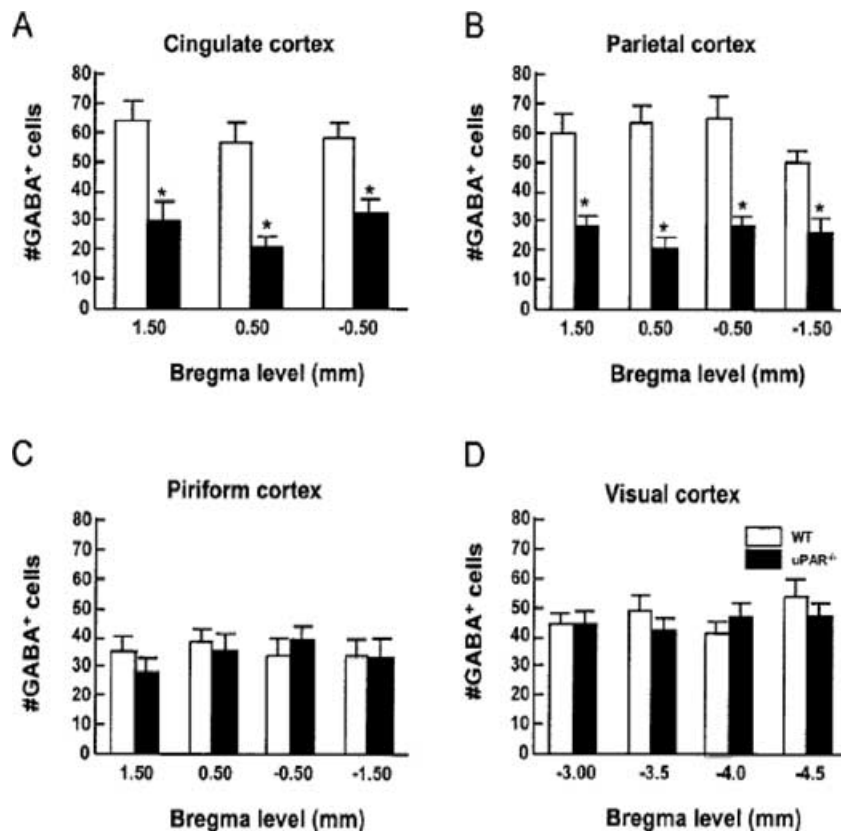 A
Cingulate cortex
#GABA⁺ cells
80
70
60
50
40
30
20
10
0
*
*
*
1.50 0.50 -0.50
Bregma level (mm)
B
Parietal cortex
#GABA⁺ cells
80
70
60
50
40
30
20
10
0
*
*
*
*
1.50 0.50 -0.50 -1.50
Bregma level (mm)
C
Piriform cortex
#GABA⁺ cells
80
70
60
50
40
30
20
10
0
1.50 0.50 -0.50 -1.50
Bregma level (mm)
D
Visual cortex
#GABA⁺ cells
80
70
60
50
40
30
20
10
0
WT
uPAR⁻/⁻
-3.00 -3.5 -4.0 -4.5
Bregma level (mm)